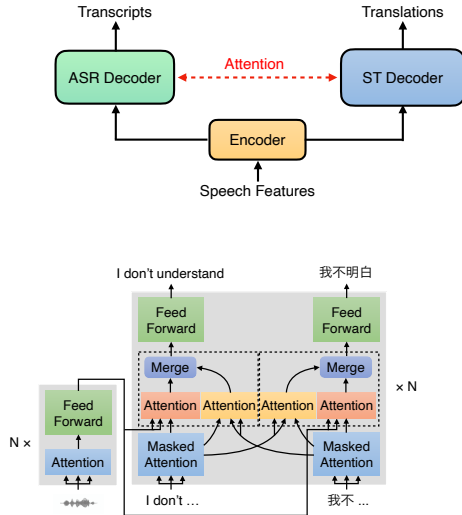 Transcripts
Translations
ASR Decoder
Attention
ST Decoder
Encoder
Speech Features
I don't understand
我不明白
Feed
Forward
Feed
Forward
Merge
Merge
× N
Feed
Forward
Attention
Attention
Attention
Attention
N ×
Attention
Masked
Attention
Masked
Attention
I don't ...
我不 ...